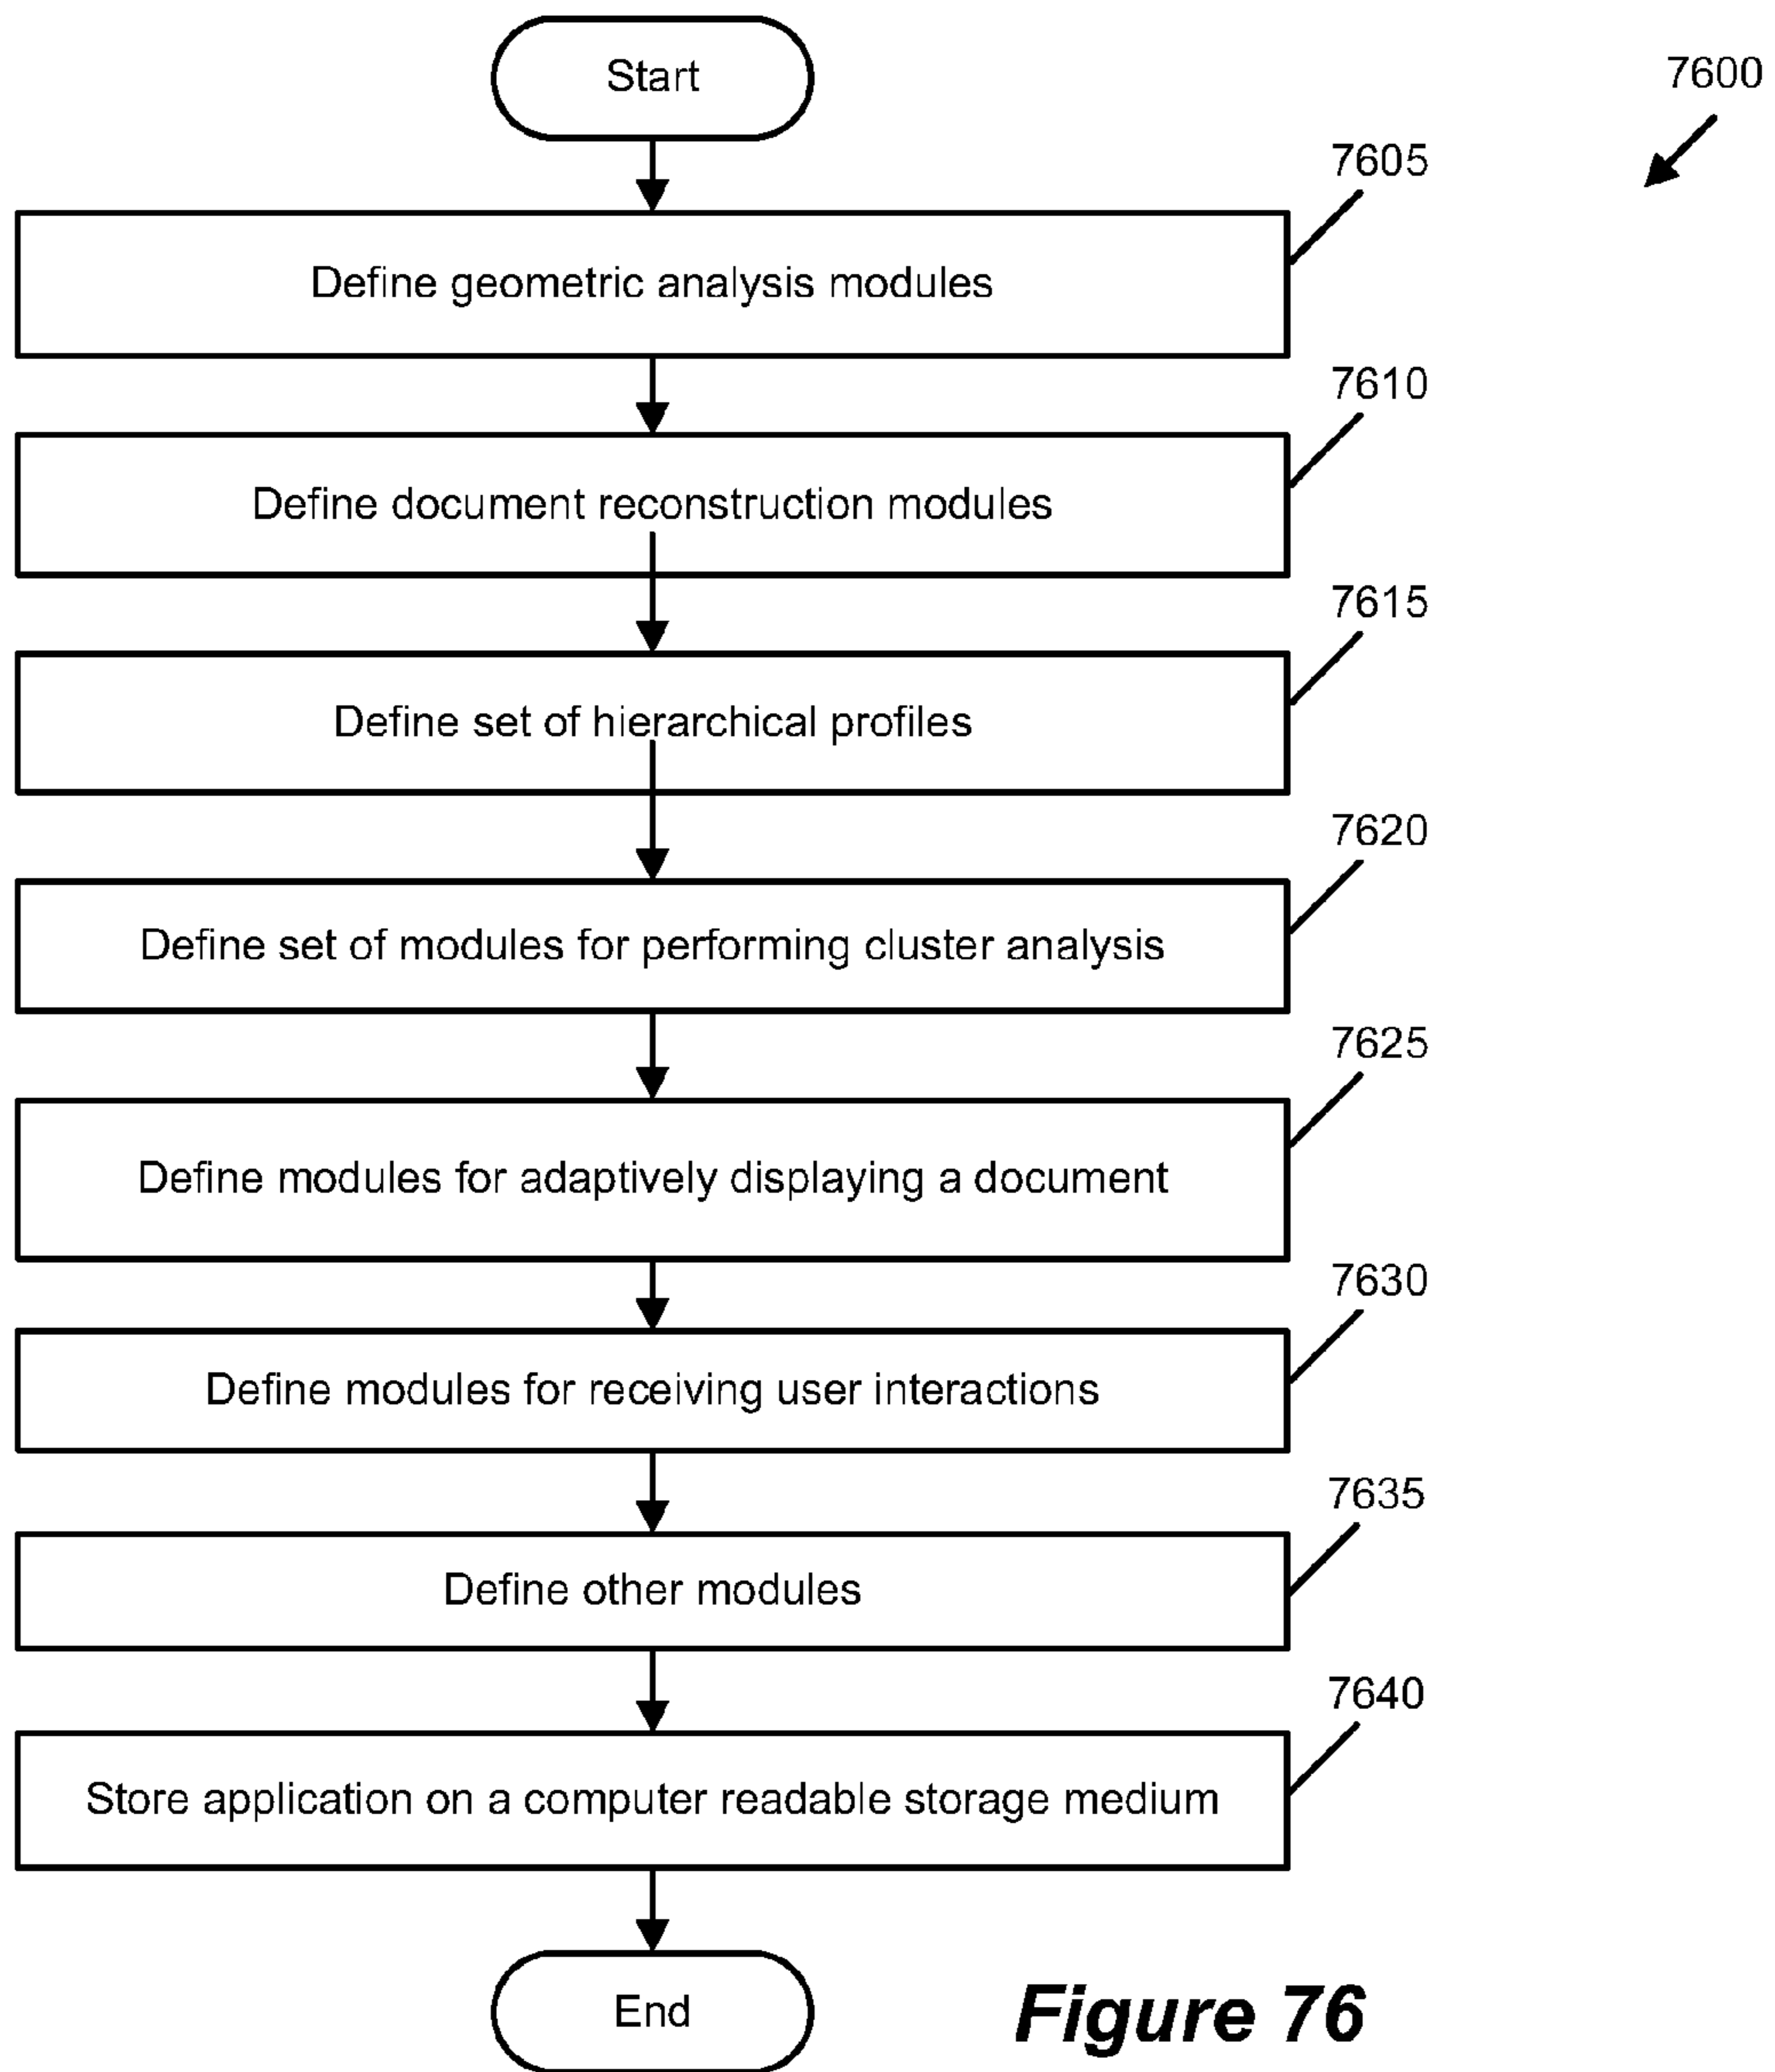 Start
7600
7605
Define geometric analysis modules
7610
Define document reconstruction modules
7615
Define set of hierarchical profiles
7620
Define set of modules for performing cluster analysis
7625
Define modules for adaptively displaying a document
7630
Define modules for receiving user interactions
7635
Define other modules
7640
Store application on a computer readable storage medium
End
Figure 76